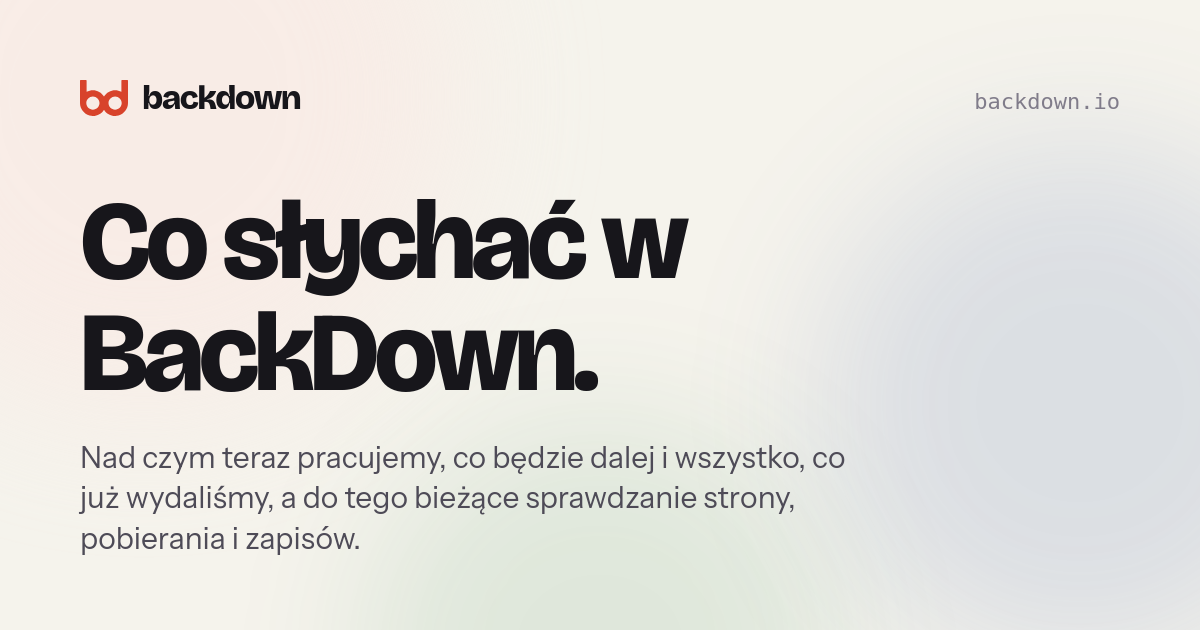 bd backdown
backdown.io
Co słychać w
BackDown.
Nad czym teraz pracujemy, co będzie dalej i wszystko, co
już wydaliśmy, a do tego bieżące sprawdzanie strony,
pobierania i zapisów.